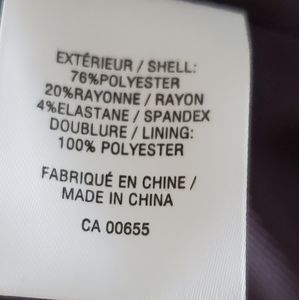 EXTÉRIEUR / SHELL:
76%POLYESTER
20%RAYONNE / RAYON
4%ELASTANE / SPANDEX
DOUBLURE / LINING:
100% POLYESTER
FABRIQUÉ EN CHINE /
MADE IN CHINA
CA 00655